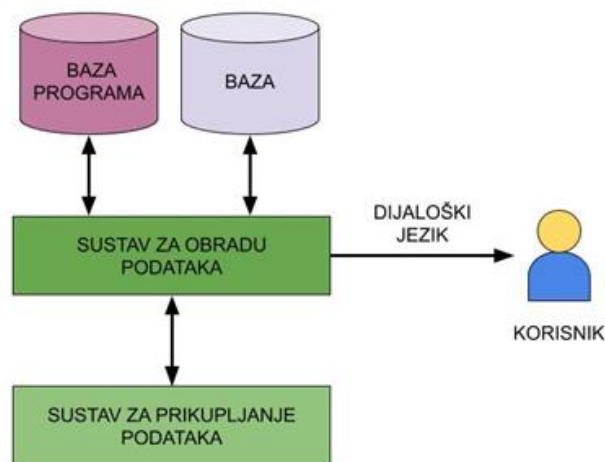 BAZA
PROGRAMA
BAZA
DIJALOŠKI
JEZIK
SUSTAV ZA OBRADU
PODATAKA
KORISNIK
SUSTAV ZA PRIKUPLJANJE
PODATAKA